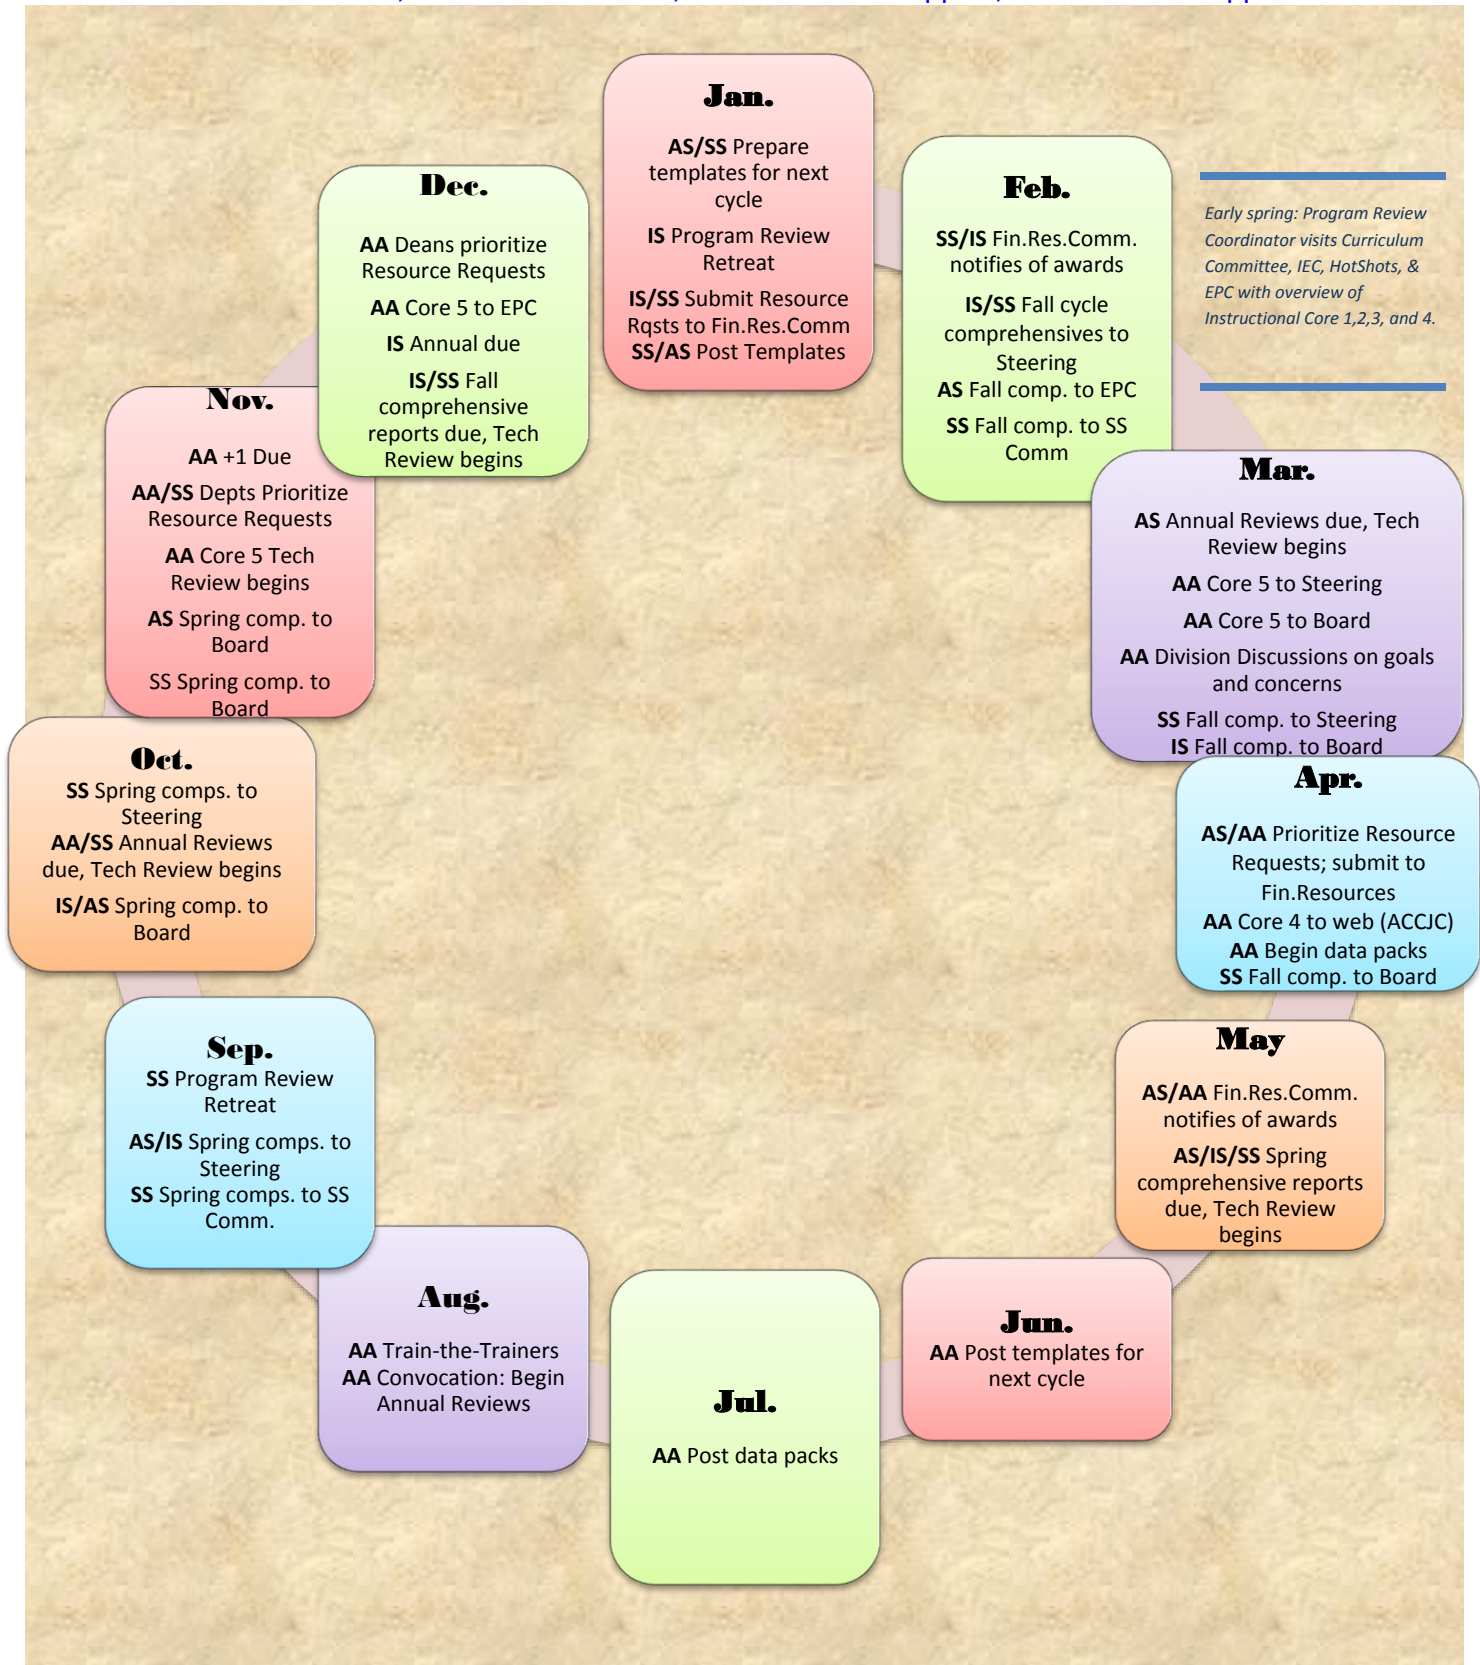 Jan.
AS/SS Prepare
templates for next
cycle
IS Program Review
Retreat
IS/SS Submit Resource
Rqsts to Fin.Res.Comm
SS/AS Post Templates
Feb.
SS/IS Fin.Res.Comm.
notifies of awards
IS/SS Fall cycle
comprehensives to
Steering
AS Fall comp. to EPC
SS Fall comp. to SS
Comm
Early spring: Program Review
Coordinator visits Curriculum
Committee, IEC, HotShots, &
EPC with overview of
Instructional Core 1,2,3, and 4.
Mar.
AS Annual Reviews due, Tech
Review begins
AA Core 5 to Steering
AA Core 5 to Board
AA Division Discussions on goals
and concerns
SS Fall comp. to Steering
IS Fall comp. to Board
Apr.
AS/AA Prioritize Resource
Requests; submit to
Fin.Resources
AA Core 4 to web (ACCJC)
AA Begin data packs
SS Fall comp. to Board
May
AS/AA Fin.Res.Comm.
notifies of awards
AS/IS/SS Spring
comprehensive reports
due, Tech Review
begins
Jun.
AA Post templates for
next cycle
Jul.
AA Post data packs
Aug.
AA Train-the-Trainers
AA Convocation: Begin
Annual Reviews
Sep.
SS Program Review
Retreat
AS/IS Spring comps. to
Steering
SS Spring comps. to SS
Comm.
Oct.
SS Spring comps. to
Steering
AA/SS Annual Reviews
due, Tech Review begins
IS/AS Spring comp. to
Board
Nov.
AA +1 Due
AA/SS Depts Prioritize
Resource Requests
AA Core 5 Tech
Review begins
AS Spring comp. to
Board
SS Spring comp. to
Board
Dec.
AA Deans prioritize
Resource Requests
AA Core 5 to EPC
IS Annual due
IS/SS Fall
comprehensive
reports due, Tech
Review begins